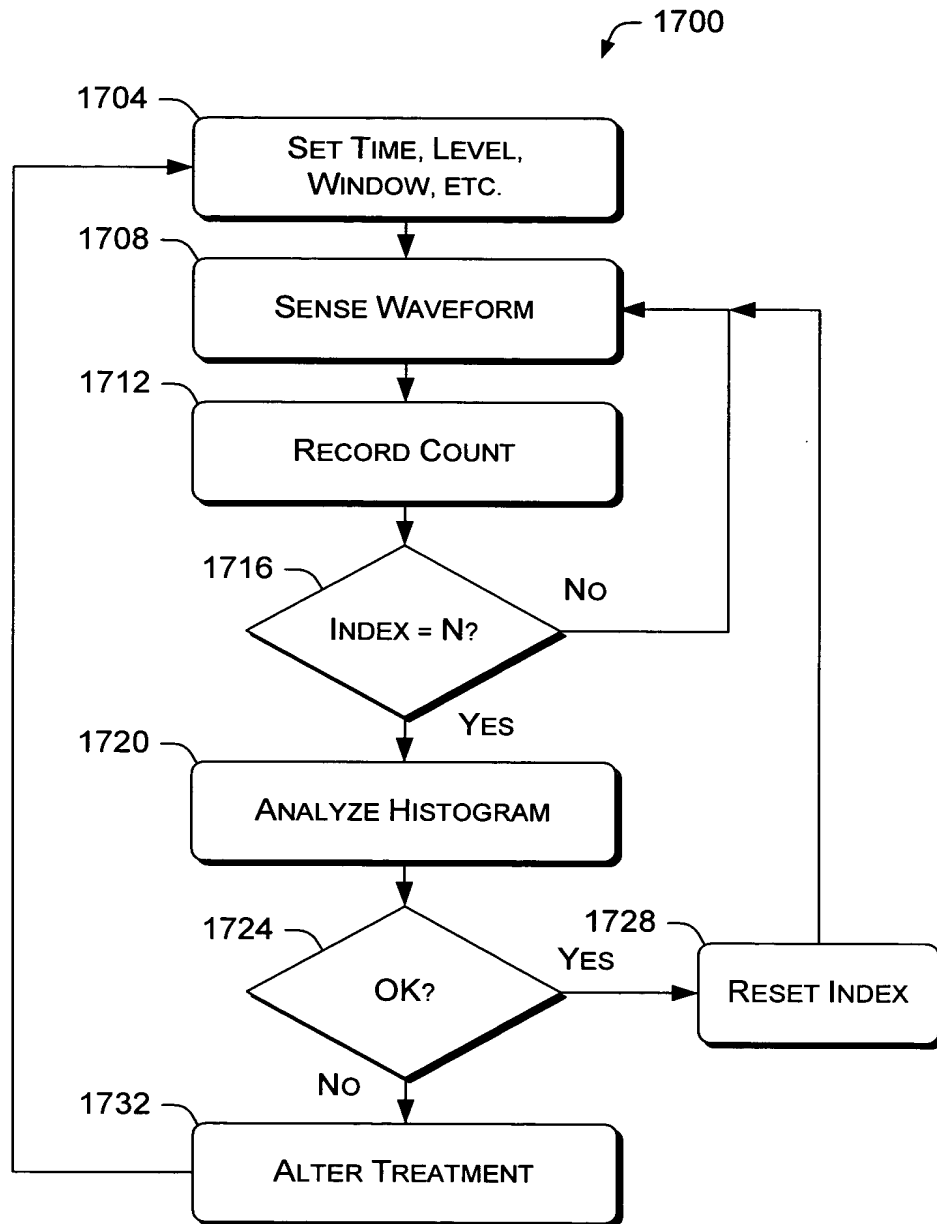 1700
1704
SET TIME, LEVEL,
WINDOW, ETC.
1708
SENSE WAVEFORM
1712
RECORD COUNT
1716
INDEX = N?
NO
YES
1720
ANALYZE HISTOGRAM
1724
OK?
YES
1728
RESET INDEX
NO
1732
ALTER TREATMENT